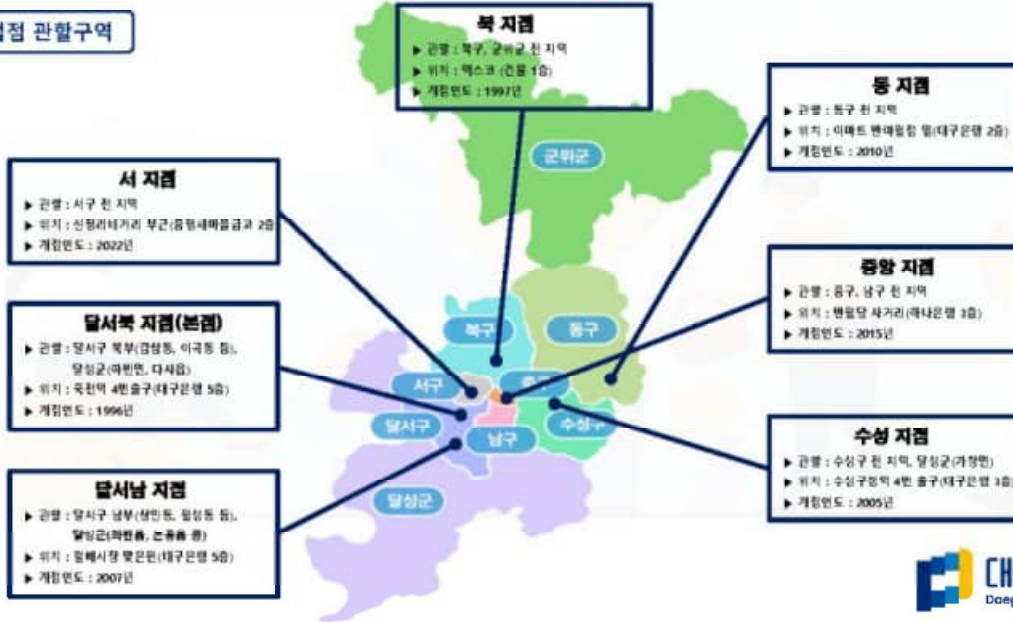 점 관할구역
북 지점
▶ 관할 : 북구, 군위군 전 지역
▶ 위치 : 엑스코 (건물 1층)
▶ 개점연도 : 1997년
동 지점
▶ 관할 : 동구 전 지역
▶ 위치 : 이마트 반야월점 옆(대구은행 2층)
▶ 개점연도 : 2010년
서 지점
▶ 관할 : 서구 전 지역
▶ 위치 : 신평리네거리 부근(중평새마을금고 2층
▶ 개점연도 : 2022년
중앙 지점
▶ 관할 : 중구, 남구 전 지역
▶ 위치 : 반월당 사거리(하나은행 3층)
▶ 개점연도 : 2015년
달서북 지점(본점)
▶ 관할 : 달서구 북부(감삼동, 이곡동 등),
달성군(하빈면, 다사읍)
▶ 위치 : 죽전역 4번출구(대구은행 5층)
▶ 개점연도 : 1996년
수성 지점
▶ 관할 : 수성구 전 지역, 달성군(가창면)
▶ 위치 : 수성구청역 4번 출구(대구은행 3층)
▶ 개점연도 : 2005년
달서남 지점
▶ 관할 : 달서구 남부(상인동, 월성동 등),
달성군(화원읍, 논공읍 등)
▶ 위치 : 월배시장 맞은편(대구은행 5층)
▶ 개점연도 : 2007년
군위군
북구
동구
서구
중구
달서구
남구
수성구
달성군
CH
Daeg